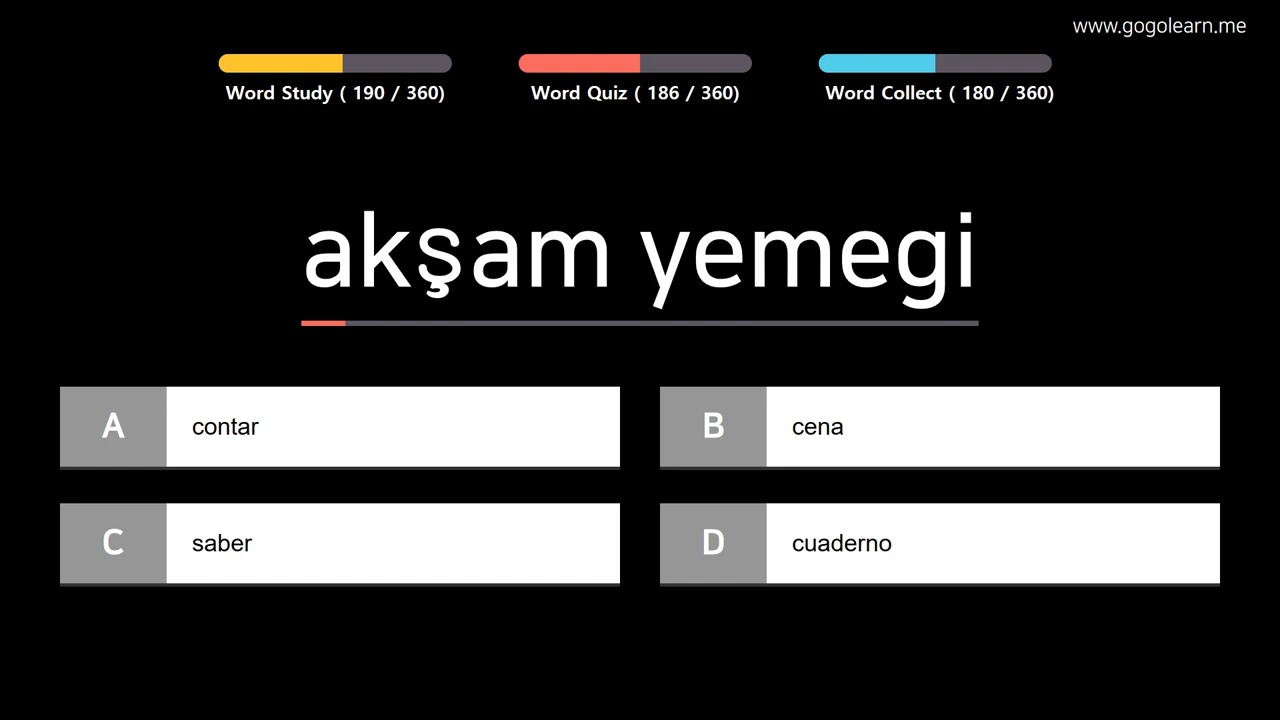 www.gogolearn.me
Word Study ( 190 / 360)
Word Quiz ( 186 / 360)
Word Collect ( 180 / 360)
akşam yemegi
A contar
B cena
C saber
D cuaderno